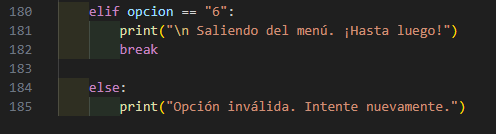 180 elif opcion == "6":
181 print("\n Saliendo del menú. ¡Hasta luego!")
182 break
183
184 else:
185 print("Opción inválida. Intente nuevamente.")